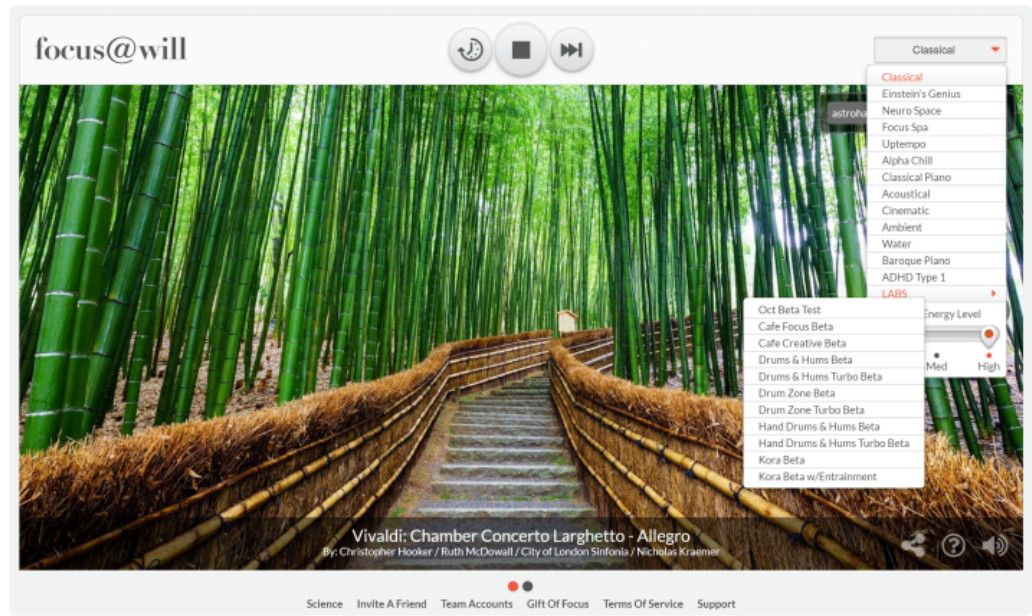 focus@will
Classical
Classical
Einstein's Genius
Neuro Space
Focus Spa
Uptempo
Alpha Chill
Classical Piano
Acoustical
Cinematic
Ambient
Water
Baroque Piano
ADHD Type 1
LABS
Energy Level
Med High
Oct Beta Test
Cafe Focus Beta
Cafe Creative Beta
Drums & Hums Beta
Drums & Hums Turbo Beta
Drum Zone Beta
Drum Zone Turbo Beta
Hand Drums & Hums Beta
Hand Drums & Hums Turbo Beta
Kora Beta
Kora Beta w/Entrainment
Vivaldi: Chamber Concerto Larghetto - Allegro
By: Christopher Hooker / Ruth McDowall / City of London Sinfonia / Nicholas Kraemer
Science Invite A Friend Team Accounts Gift Of Focus Terms Of Service Support